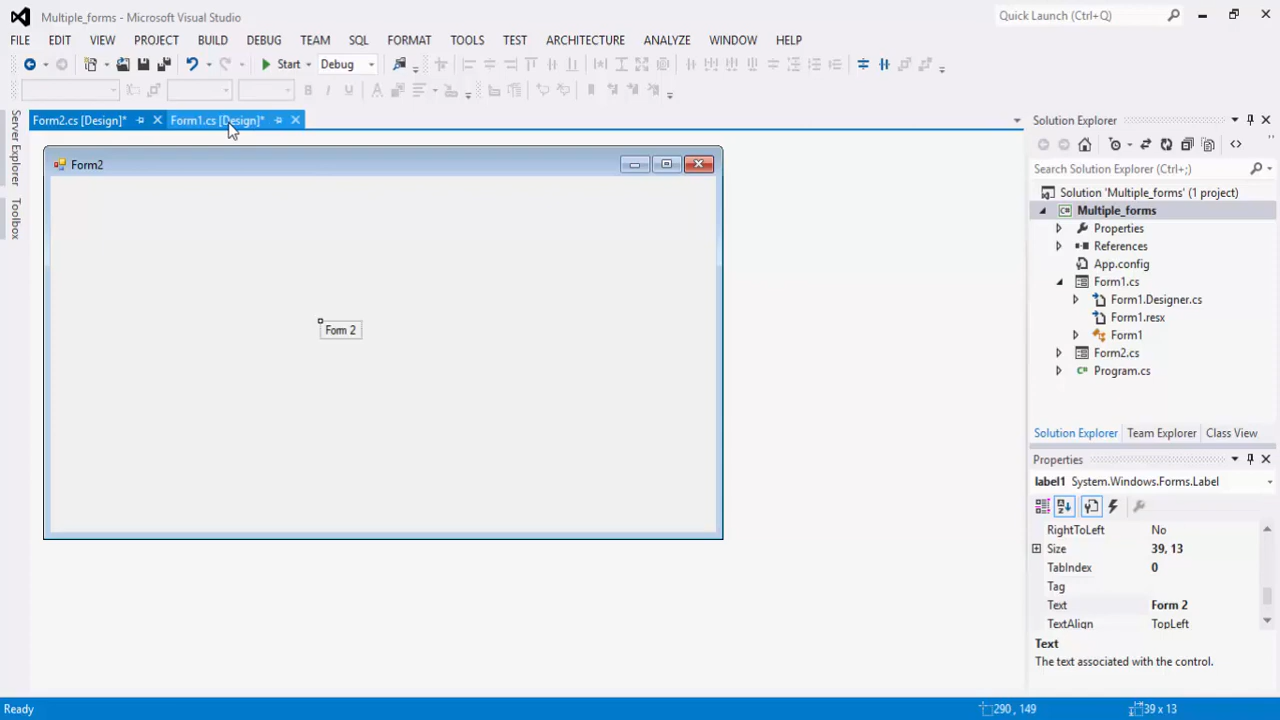 Multiple_forms - Microsoft Visual Studio
Quick Launch (Ctrl+Q)
FILE EDIT VIEW PROJECT BUILD DEBUG TEAM SQL FORMAT TOOLS TEST ARCHITECTURE ANALYZE WINDOW HELP
Start Debug
B I U A
Form2.cs [Design]* Form1.cs [Design]*
Server Explorer
Toolbox
Form2
Form 2
Solution Explorer
Search Solution Explorer (Ctrl+;)
Solution 'Multiple_forms' (1 project)
Multiple_forms
Properties
References
App.config
Form1.cs
Form1.Designer.cs
Form1.resx
Form1
Form2.cs
Program.cs
Solution Explorer Team Explorer Class View
Properties
label1 System.Windows.Forms.Label
RightToLeft No
Size 39, 13
TabIndex 0
Tag
Text Form 2
TextAlign TopLeft
Text
The text associated with the control.
Ready 290 , 149 39 x 13